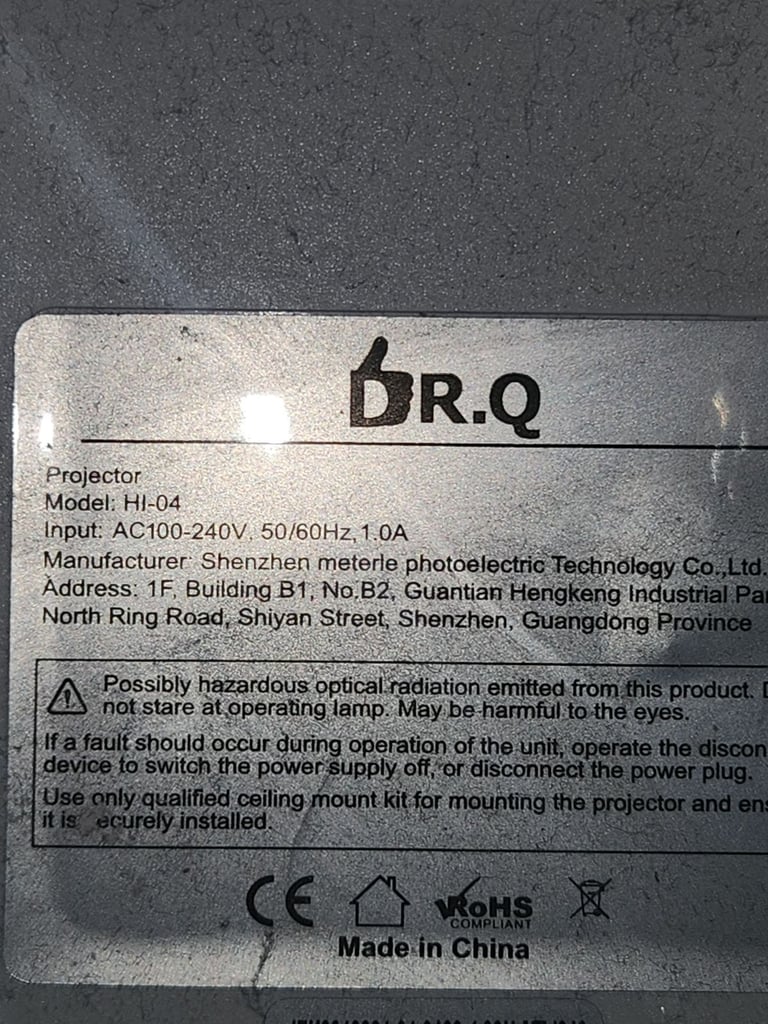 DR.Q
Projector
Model: HI-04
Input: AC100-240V, 50/60Hz, 1.0A
Manufacturer: Shenzhen meterle photoelectric Technology Co.,Ltd.
Address: 1F, Building B1, No.B2, Guantian Hengkeng Industrial
North Ring Road, Shiyan Street, Shenzhen, Guangdong Province
Possibly hazardous optical radiation emitted from this product.
not stare at operating lamp. May be harmful to the eyes.
If a fault should occur during operation of the unit, operate the
device to switch the power supply off, or disconnect the power plug.
Use only qualified ceiling mount kit for mounting the projector and
it is securely installed.
CE
RoHS
COMPLIANT
Made in China